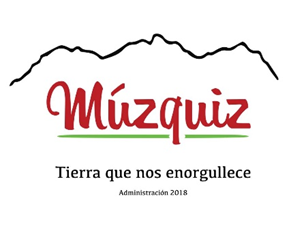 Múzquiz
Tierra que nos enorgullece
Administración 2018